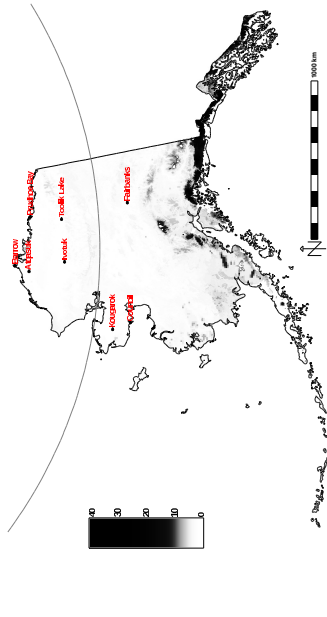 Barrow
Atqasuk
Prudhoe Bay
Toolik Lake
Ivotuk
Fairbanks
Kougarok
Council
1000 km
N
40
30
20
10
0